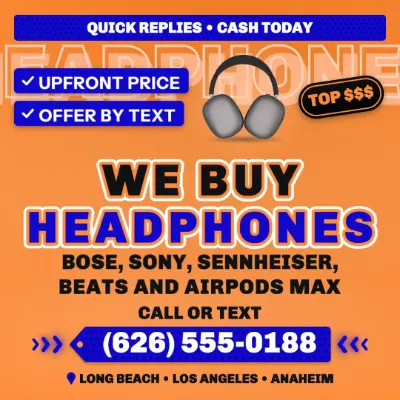 QUICK REPLIES • CASH TODAY
HEADPHONES
✓ UPFRONT PRICE
✓ OFFER BY TEXT
TOP $$$
WE BUY
HEADPHONES
BOSE, SONY, SENNHEISER,
BEATS AND AIRPODS MAX
CALL OR TEXT
(626) 555-0188
LONG BEACH • LOS ANGELES • ANAHEIM